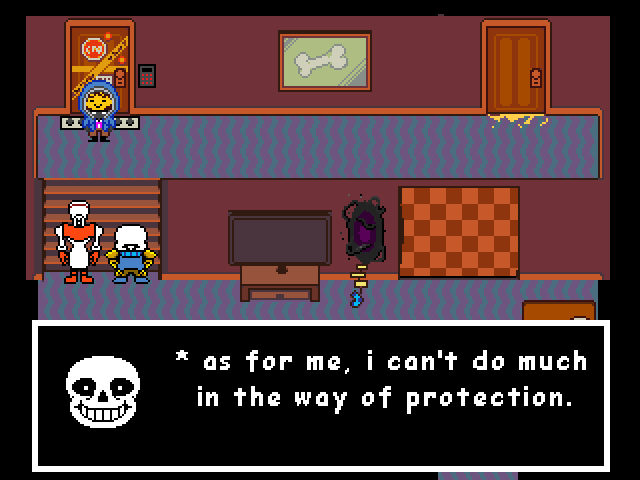 * as for me, i can't do much
in the way of protection.